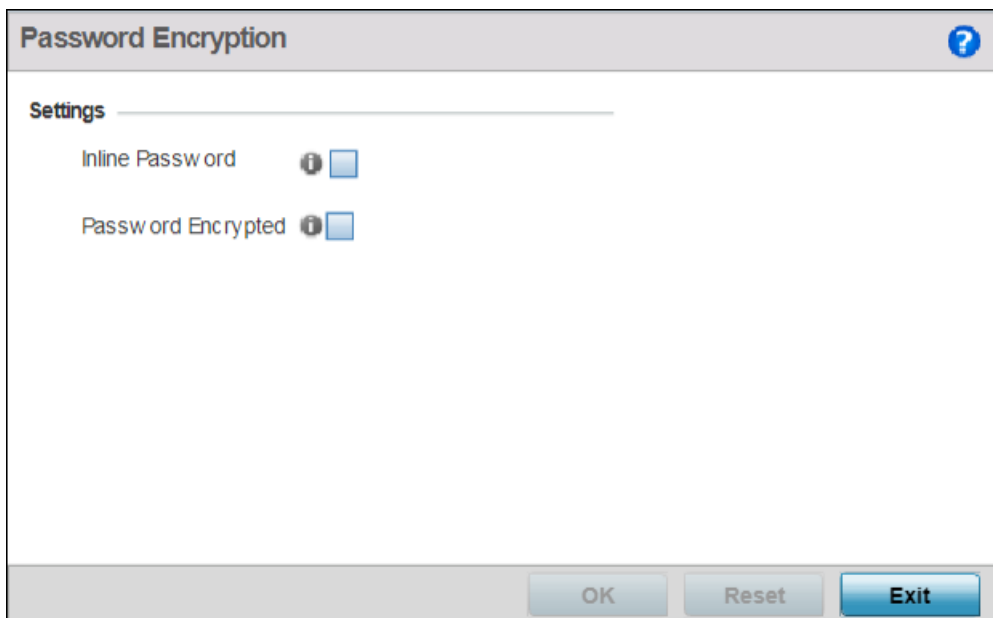 Password Encryption
?
Settings
Inline Password
i
Password Encrypted
i
OK Reset Exit